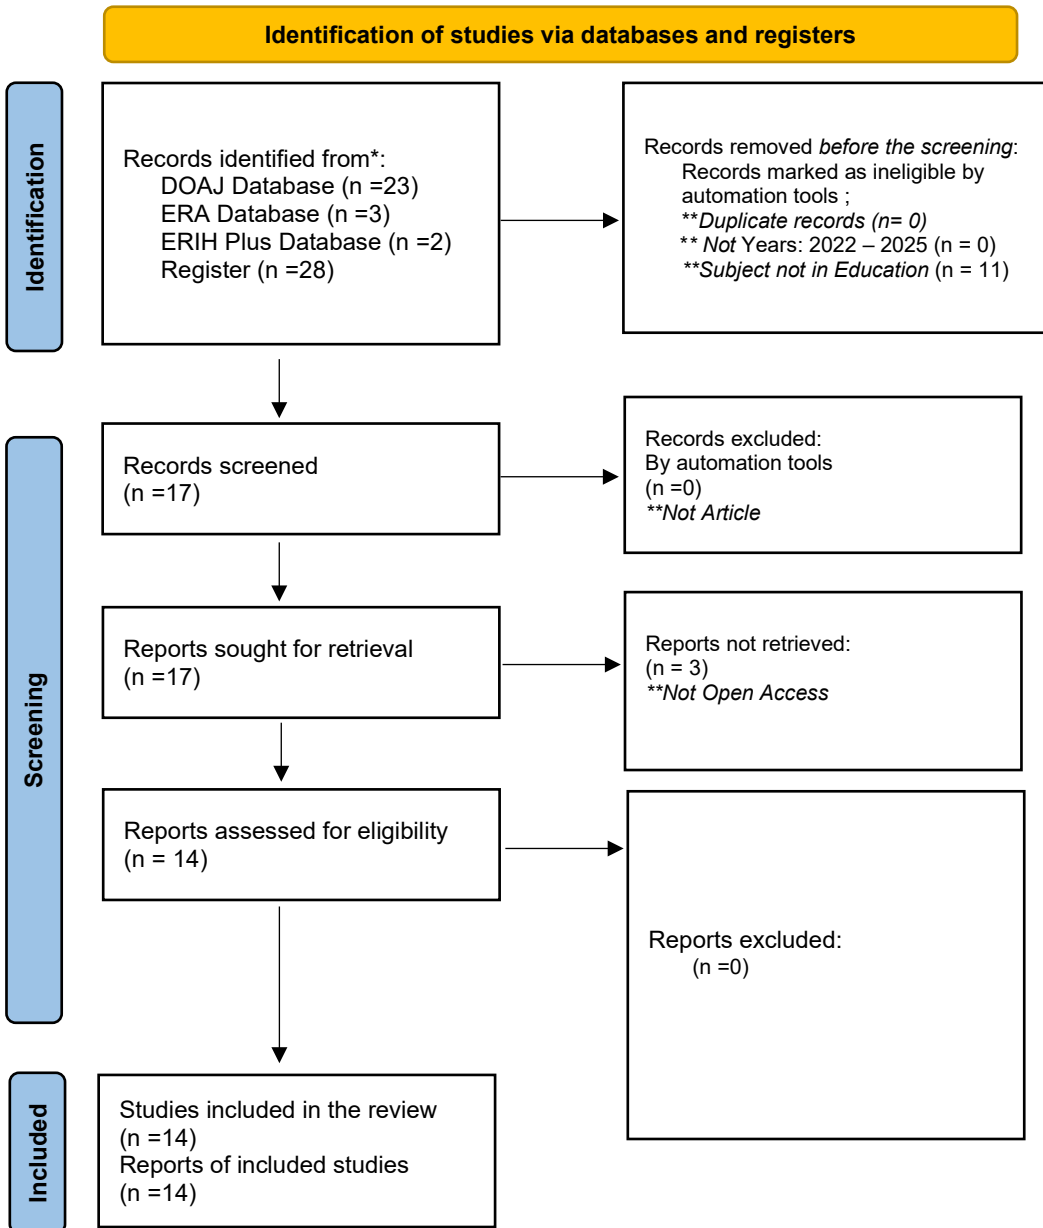 Identification of studies via databases and registers
Identification
Records identified from*:
DOAJ Database (n =23)
ERA Database (n =3)
ERIH Plus Database (n =2)
Register (n =28)
Records removed before the screening:
Records marked as ineligible by
automation tools ;
**Duplicate records (n= 0)
** Not Years: 2022 – 2025 (n = 0)
**Subject not in Education (n = 11)
Screening
Records screened
(n =17)
Records excluded:
By automation tools
(n =0)
**Not Article
Reports sought for retrieval
(n =17)
Reports not retrieved:
(n = 3)
**Not Open Access
Reports assessed for eligibility
(n = 14)
Reports excluded:
(n =0)
Included
Studies included in the review
(n =14)
Reports of included studies
(n =14)